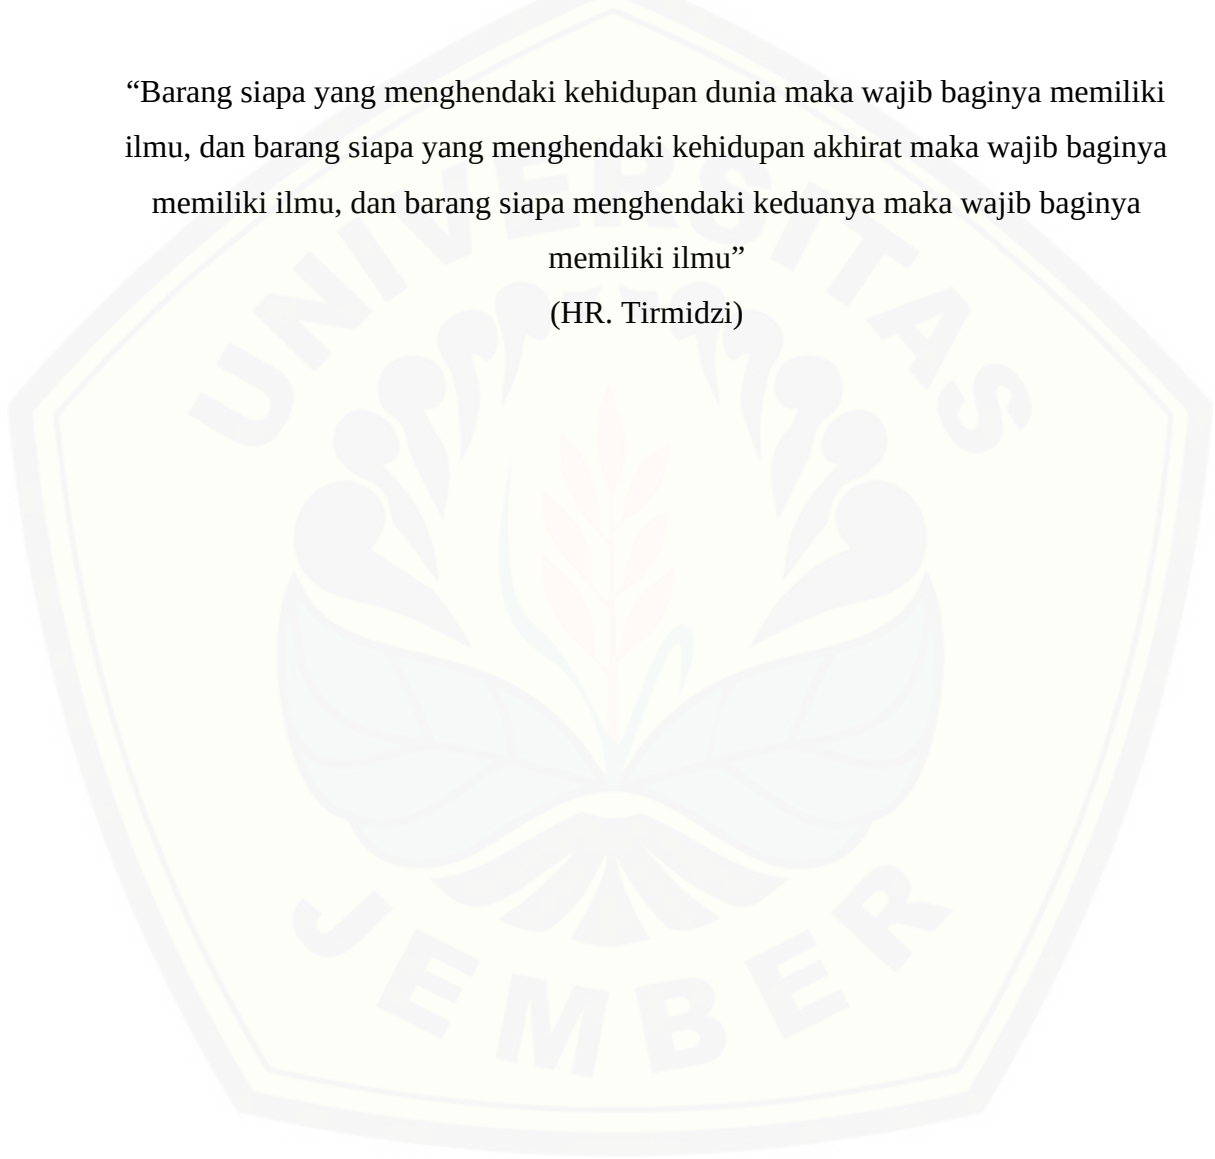 “Barang siapa yang menghendaki kehidupan dunia maka wajib baginya memiliki
ilmu, dan barang siapa yang menghendaki kehidupan akhirat maka wajib baginya
memiliki ilmu, dan barang siapa menghendaki keduanya maka wajib baginya
memiliki ilmu”
(HR. Tirmidzi)
UNIVERSITAS
JEMBER